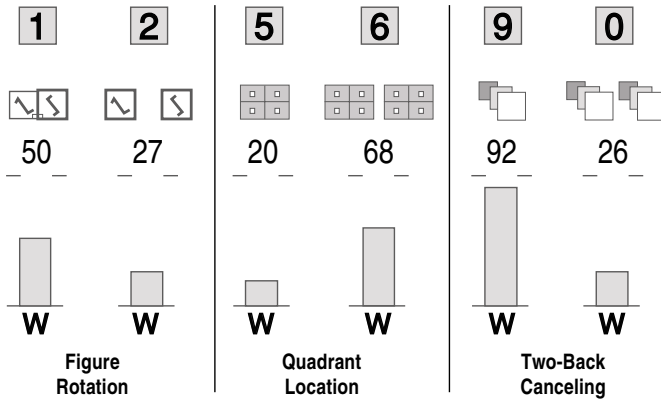 1 2 5 6 9 0
50 27 20 68 92 26
W W W W W W
Figure Rotation
Quadrant Location
Two-Back Canceling